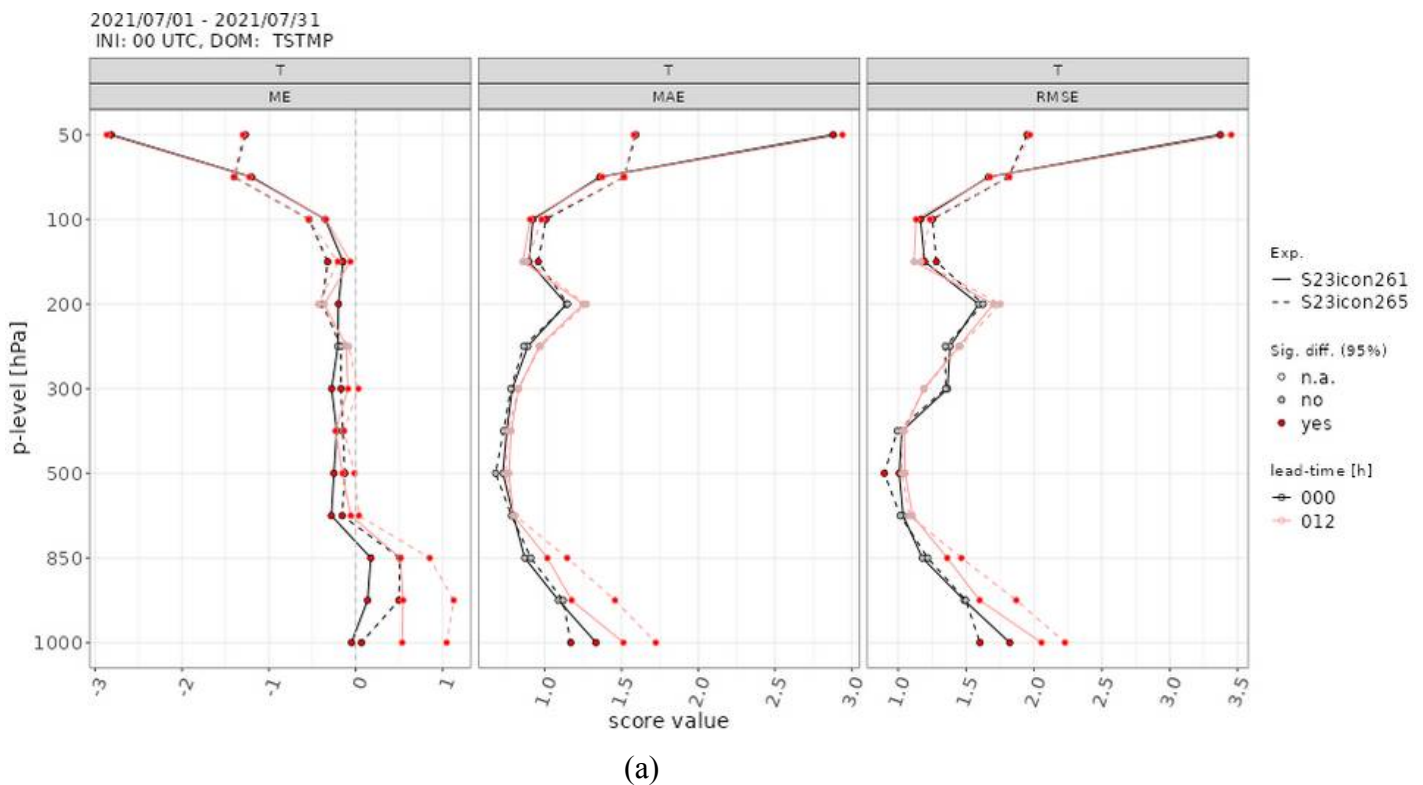 2021/07/01 - 2021/07/31
INI: 00 UTC, DOM: TSTMP
T T T
ME MAE RMSE
50
100
200
300
500
850
1000
p-level [hPa]
-3 -2 -1 0 1
1.0 1.5 2.0 2.5 3.0
1.0 1.5 2.0 2.5 3.0 3.5
score value
Exp.
S23icon261
S23icon265
Sig. diff. (95%)
n.a.
no
yes
lead-time [h]
000
012
(a)